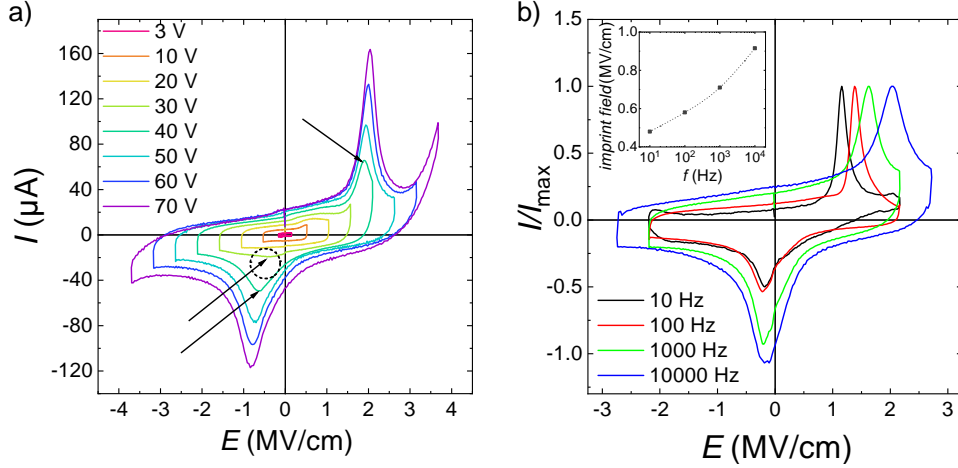 a)
I (µA)
160
120
80
40
0
-40
-80
-120
-4 -3 -2 -1 0 1 2 3 4
E (MV/cm)
3 V
10 V
20 V
30 V
40 V
50 V
60 V
70 V
b)
I/Imax
1.5
1.0
0.5
0.0
-0.5
-1.0
-3 -2 -1 0 1 2 3
E (MV/cm)
imprint field (MV/cm)
1.0
0.8
0.6
0.4
10¹ 10² 10³ 10⁴
f (Hz)
10 Hz
100 Hz
1000 Hz
10000 Hz